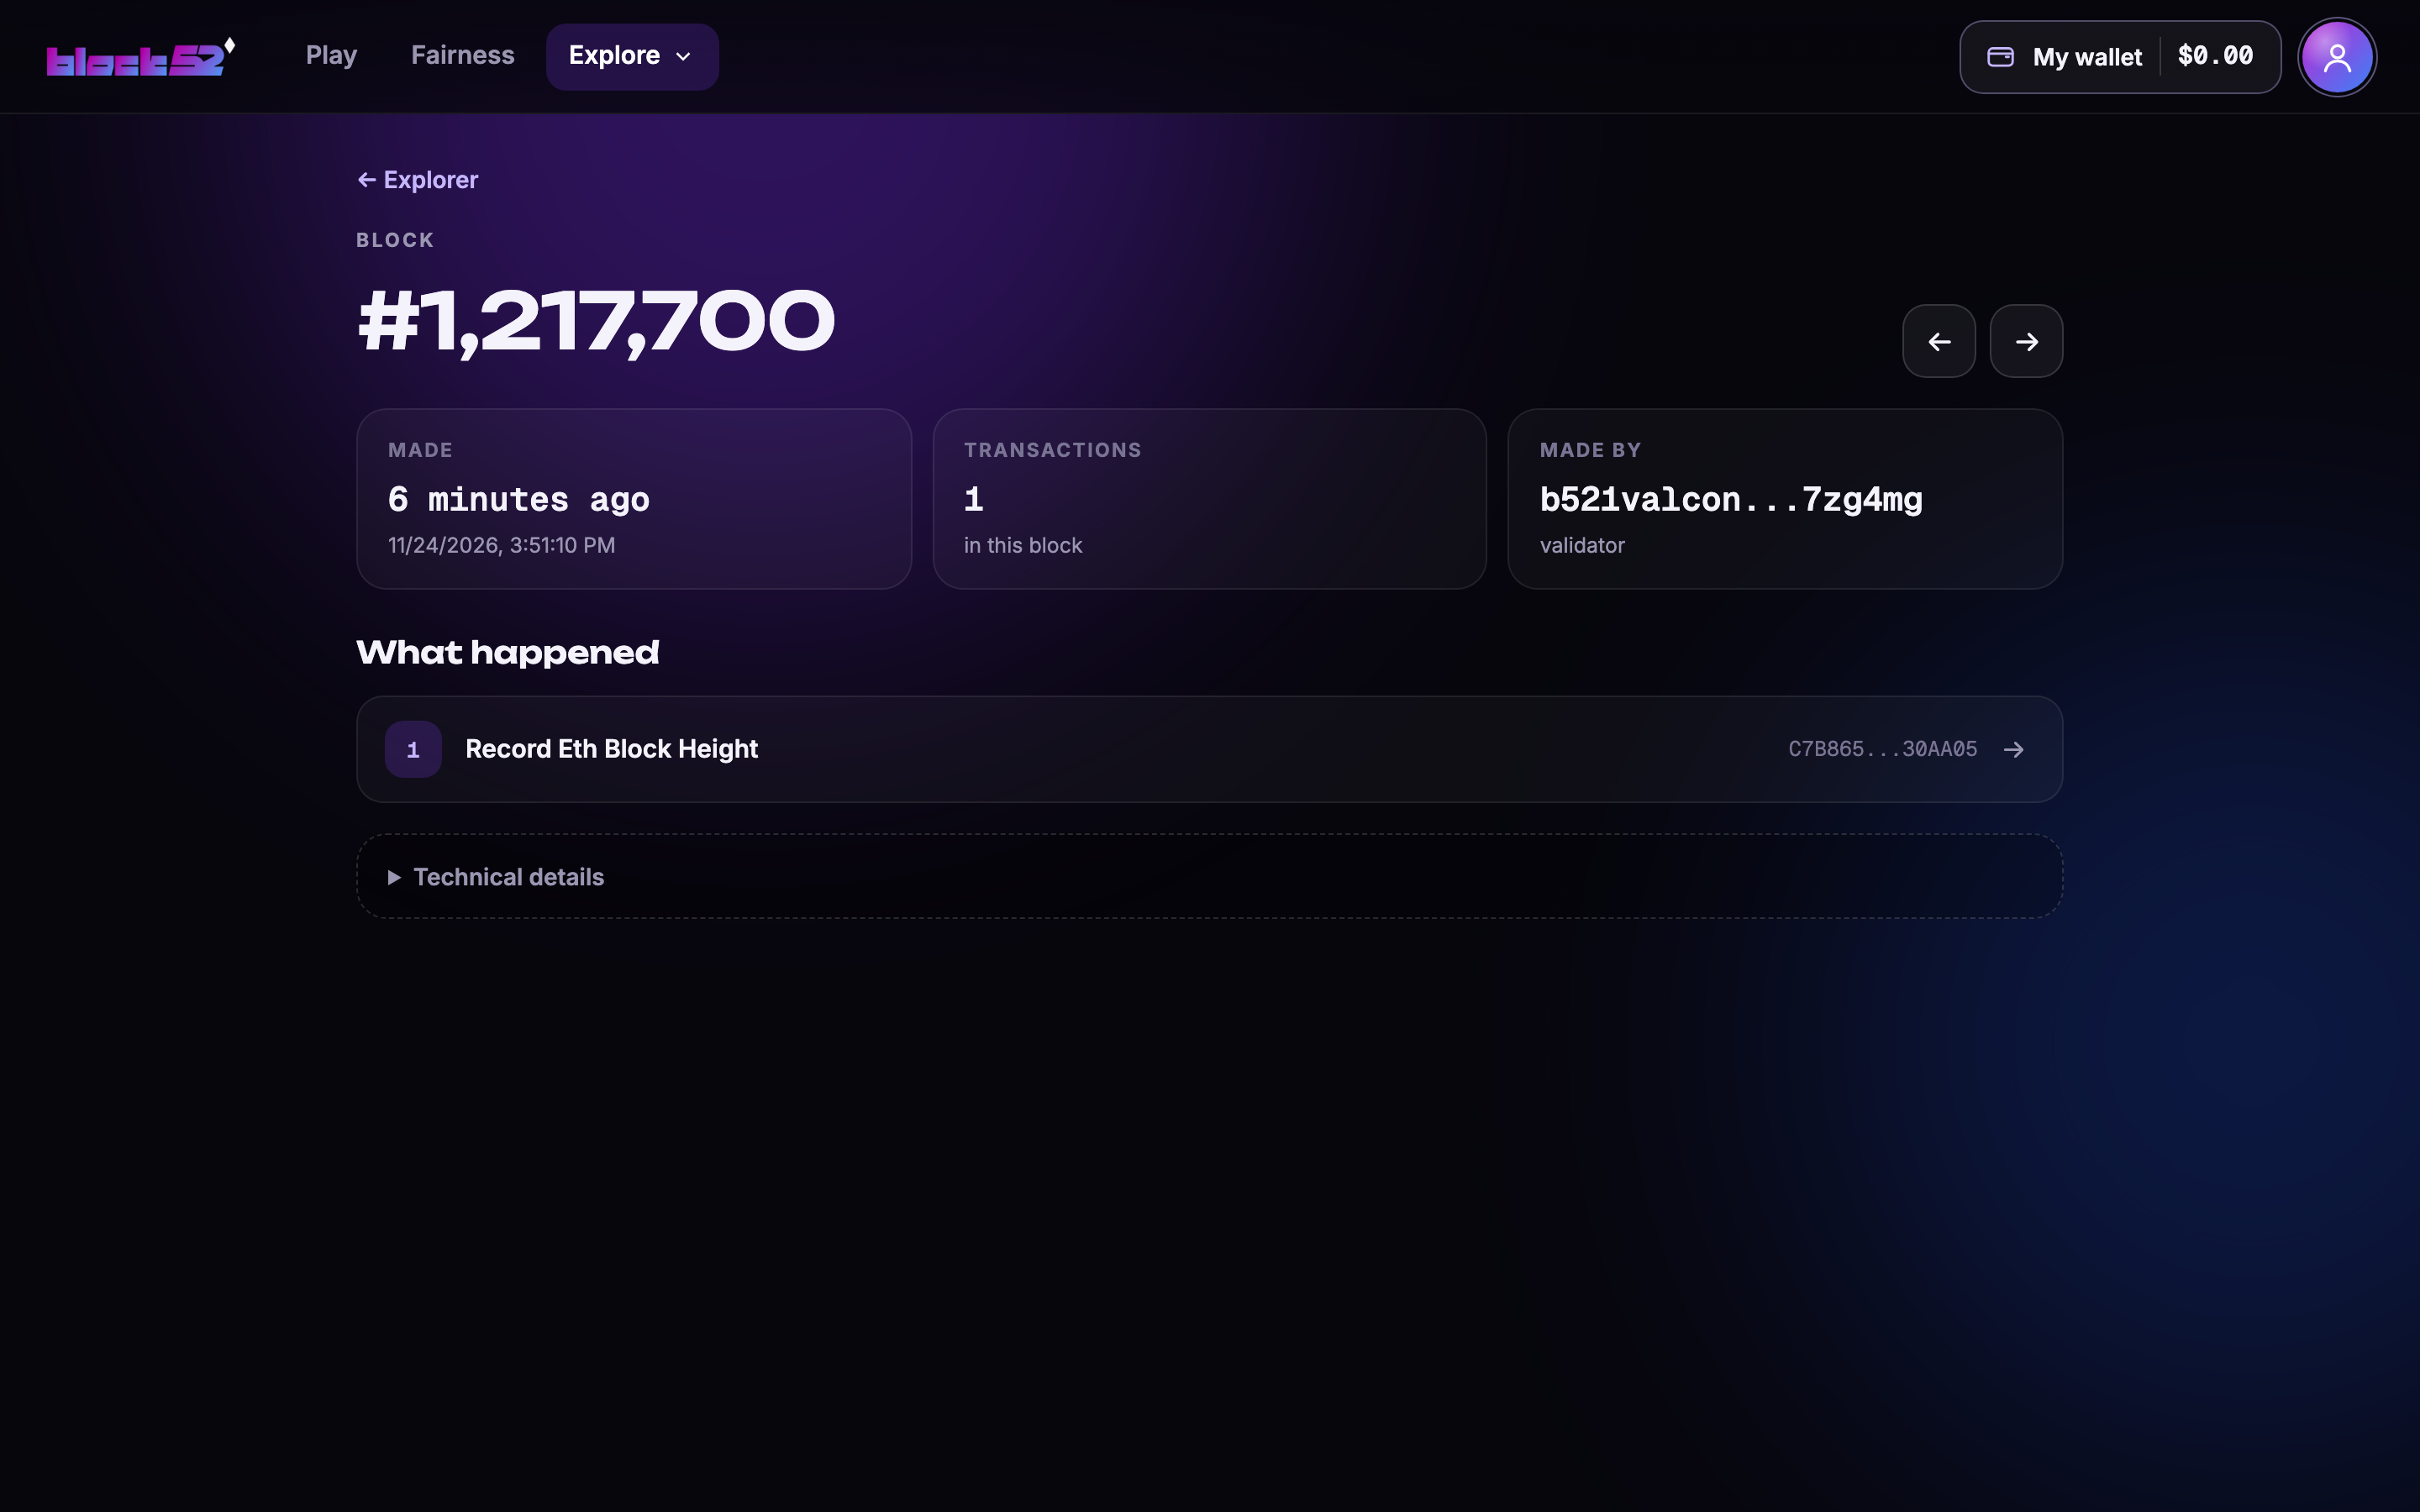 block52
Play
Fairness
Explore
My wallet
$0.00
← Explorer
BLOCK
#1,217,700
MADE
6 minutes ago
11/24/2026, 3:51:10 PM
TRANSACTIONS
1
in this block
MADE BY
b521valcon...7zg4mg
validator
What happened
1
Record Eth Block Height
C7B865...30AA05
Technical details